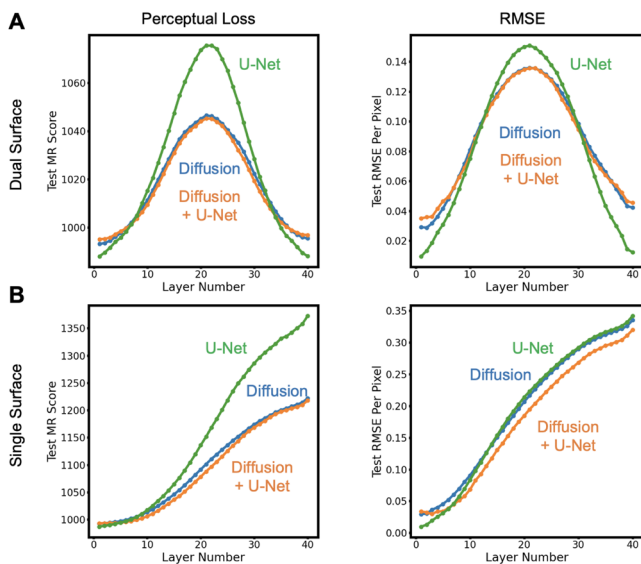 Perceptual Loss
RMSE
A
Dual Surface
Test MR Score
1060
1040
1020
1000
U-Net
Diffusion
Diffusion
+ U-Net
0 10 20 30 40
Layer Number
Test RMSE Per Pixel
0.14
0.12
0.10
0.08
0.06
0.04
0.02
U-Net
Diffusion
Diffusion
+ U-Net
0 10 20 30 40
Layer Number
B
Single Surface
Test MR Score
1350
1300
1250
1200
1150
1100
1050
1000
U-Net
Diffusion
Diffusion
+ U-Net
0 10 20 30 40
Layer Number
Test RMSE Per Pixel
0.35
0.30
0.25
0.20
0.15
0.10
0.05
0.00
U-Net
Diffusion
Diffusion
+ U-Net
0 10 20 30 40
Layer Number